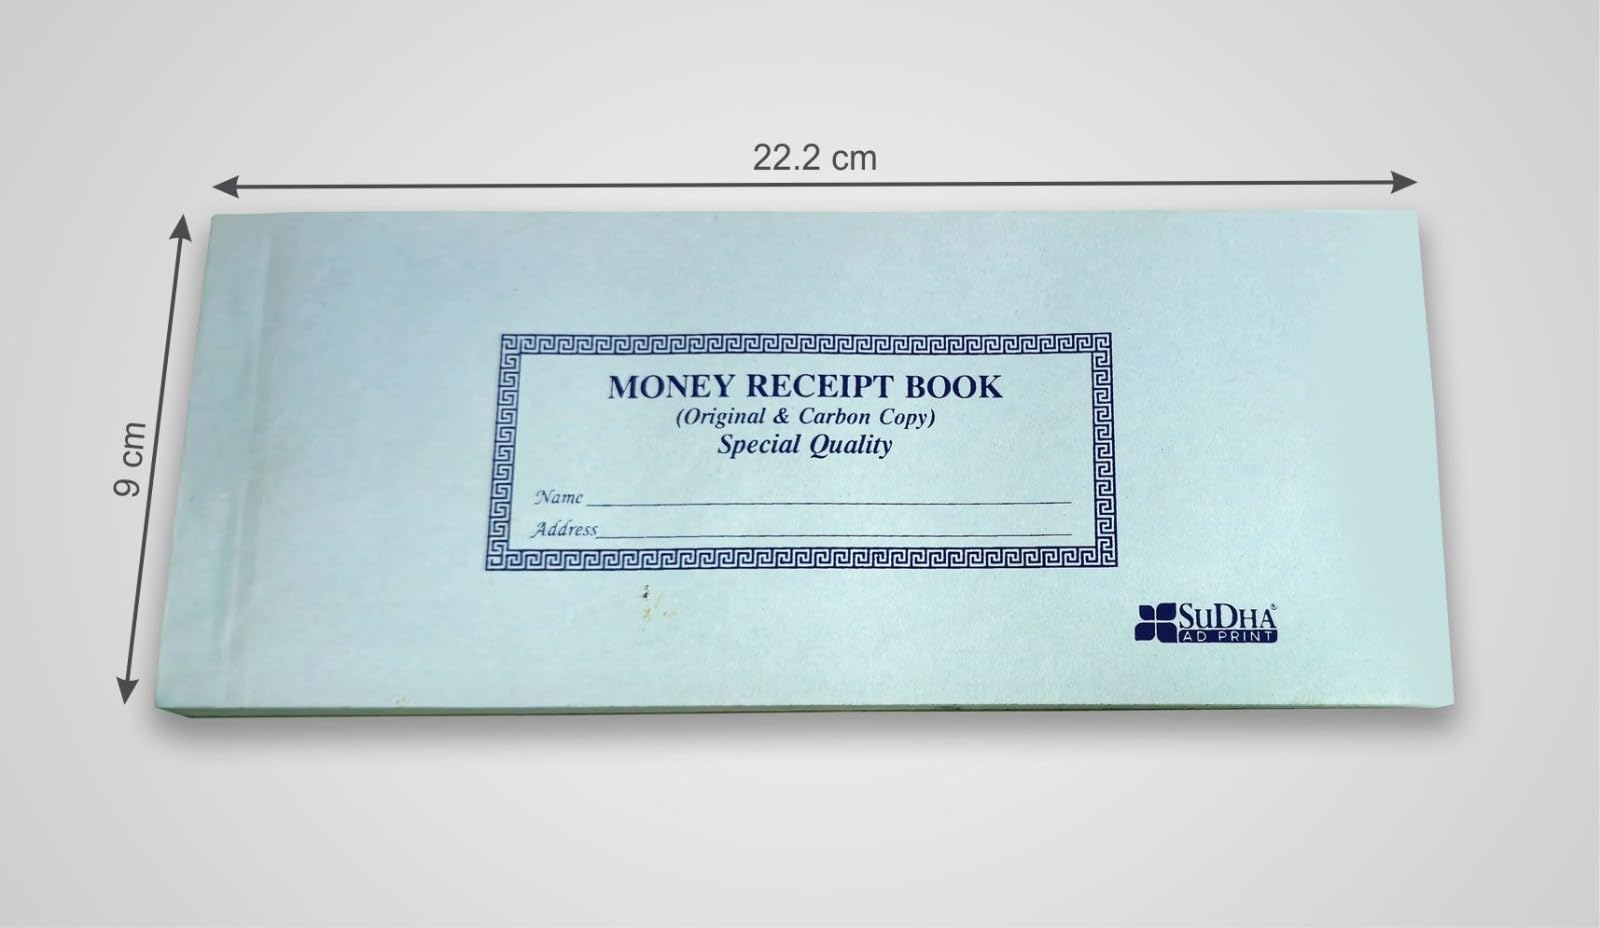 22.2 cm
9 cm
MONEY RECEIPT BOOK
(Original & Carbon Copy)
Special Quality
Name
Address
SUDHA®
AD PRINT